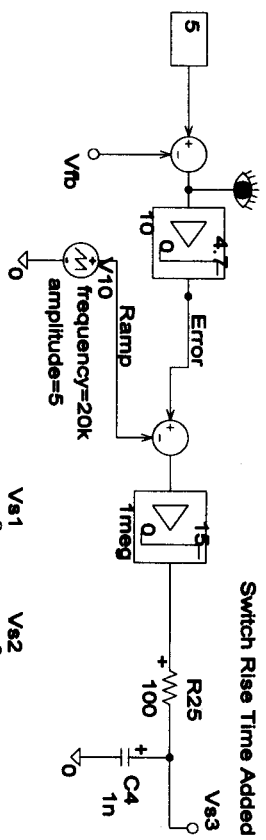 Switch Rise Time Added
5
Vfb
4.7
0
10
Error
Ramp
V10
frequency=20k
amplitude=5
0
15
0
1meg
R25
100
C4
1n
0
Vs3
Vs1
Vs2